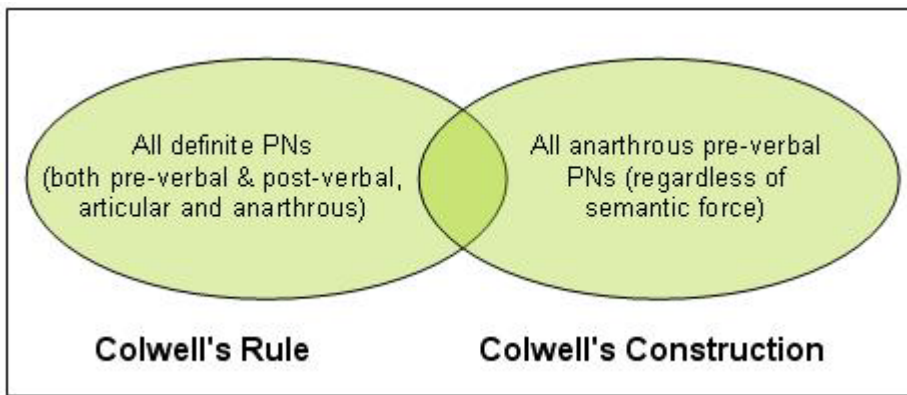 All definite PNs
(both pre-verbal & post-verbal,
articular and anarthrous)
All anarthrous pre-verbal
PNs (regardless of
semantic force)
Colwell's Rule
Colwell's Construction